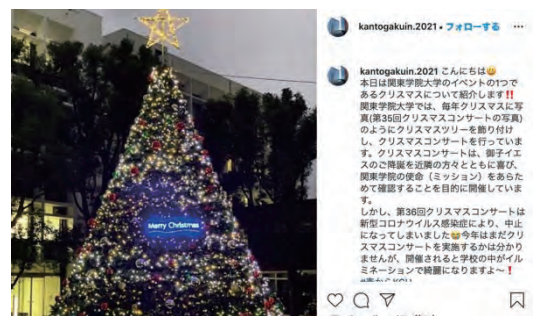 Merry Christmas
kantogakuin.2021 • フォローする
kantogakuin.2021 こんにちは😃
本日は関東学院大学のイベントの1つで
あるクリスマスについて紹介します‼️
関東学院大学では、毎年クリスマスに写
真(第35回クリスマスコンサートの写真)
のようにクリスマスツリーを飾り付け
し、クリスマスコンサートを行っていま
す。クリスマスコンサートは、御子イエ
スのご降誕を近隣の方々とともに喜び、
関東学院の使命（ミッション）をあらた
めて確認することを目的に開催していま
す。
しかし、第36回クリスマスコンサートは
新型コロナウイルス感染症により、中止
になってしまいました😂今年はまだクリ
スマスコンサートを実施するかは分かり
ませんが、開催されると学校の中がイル
ミネーションで綺麗になりますよ〜❗